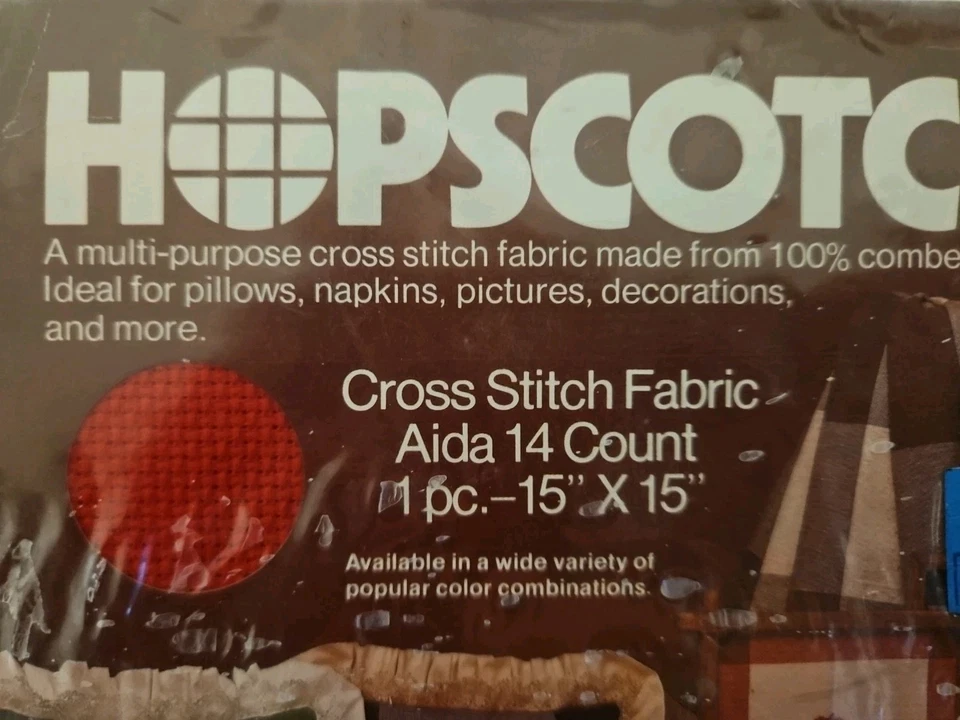 HOPSCOTC
A multi-purpose cross stitch fabric made from 100% combe
Ideal for pillows, napkins, pictures, decorations,
and more.
Cross Stitch Fabric
Aida 14 Count
1 pc.–15” X 15”
Available in a wide variety of
popular color combinations.